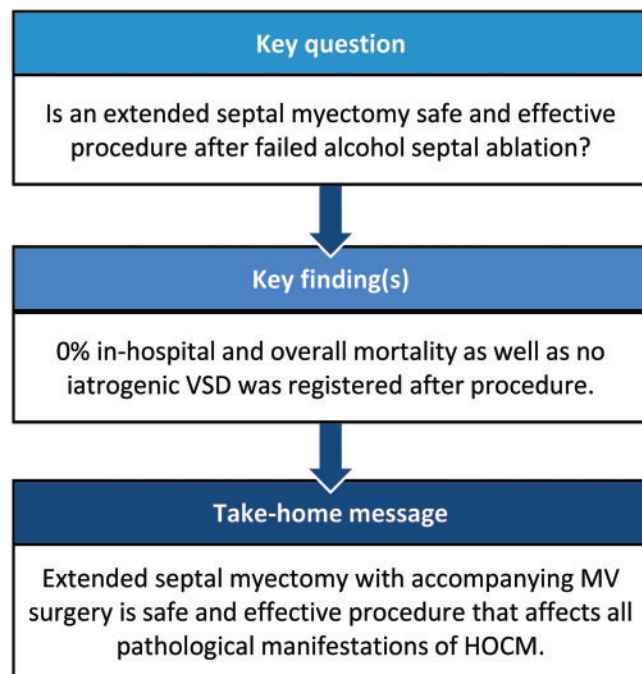 Key question
Is an extended septal myectomy safe and effective
procedure after failed alcohol septal ablation?
Key finding(s)
0% in-hospital and overall mortality as well as no
iatrogenic VSD was registered after procedure.
Take-home message
Extended septal myectomy with accompanying MV
surgery is safe and effective procedure that affects all
pathological manifestations of HOCM.